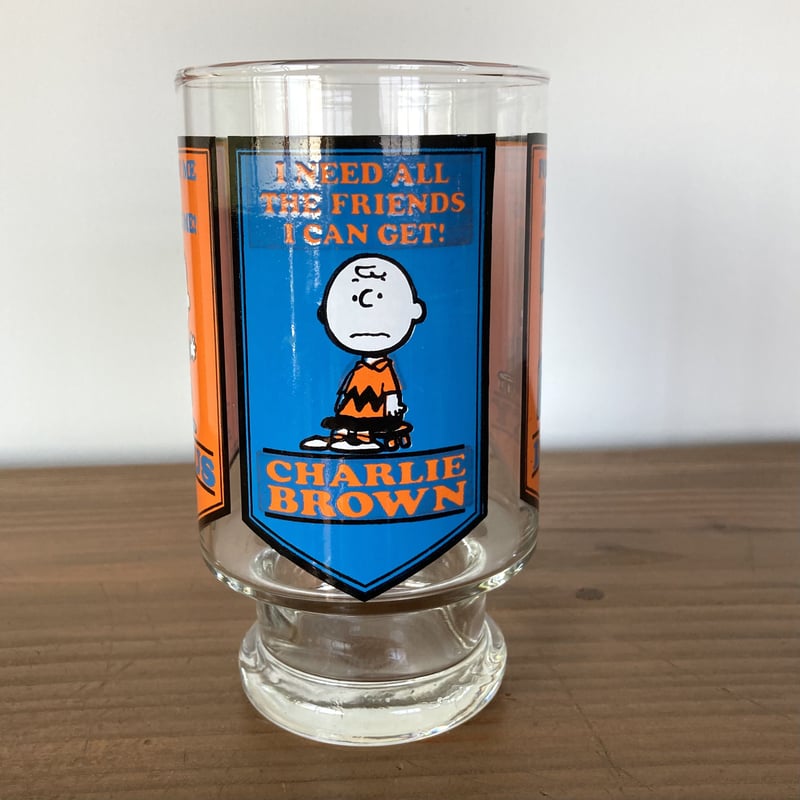 I NEED ALL
THE FRIENDS
I CAN GET!
CHARLIE
BROWN